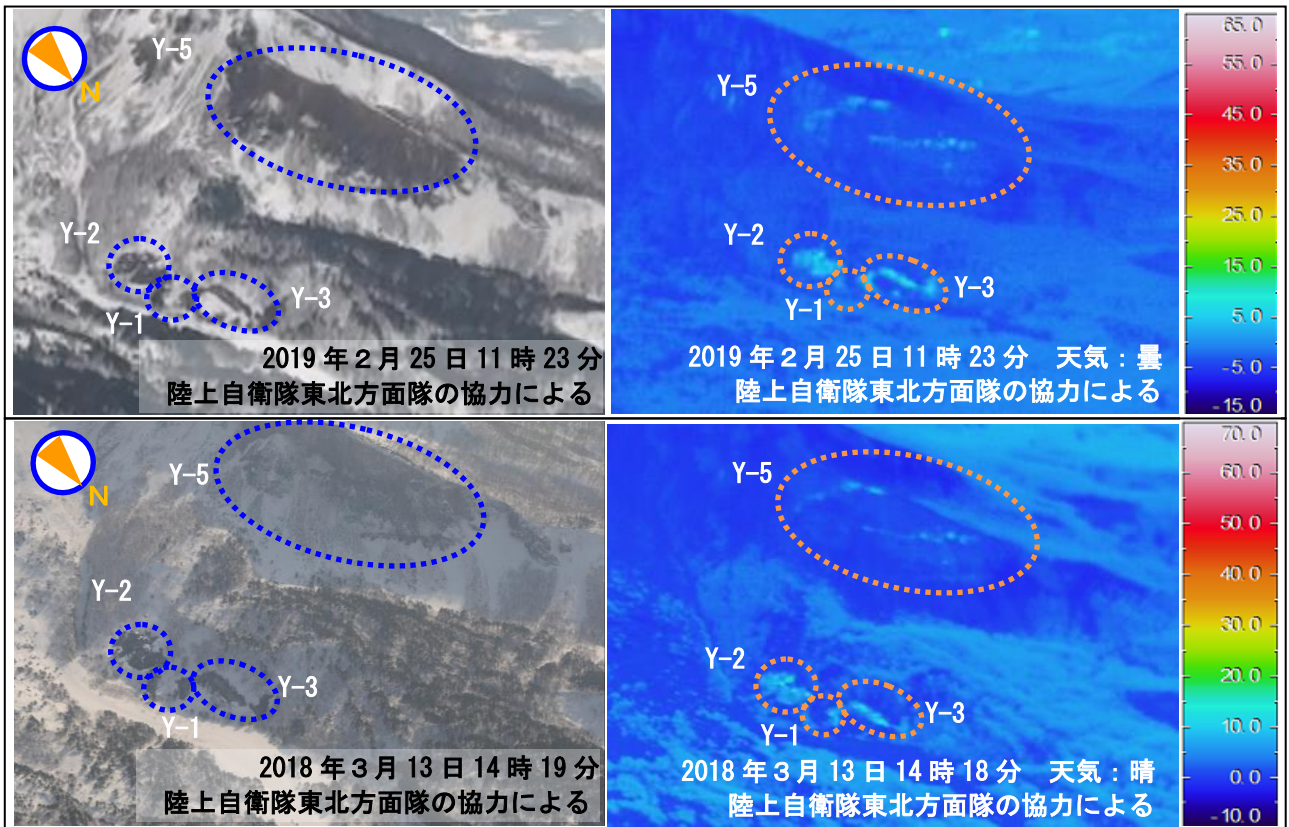 Y-5
N
Y-2
Y-3
Y-1
2019年2月25日11時23分
陸上自衛隊東北方面隊の協力による
Y-5
Y-2
Y-3
Y-1
2019年2月25日11時23分 天気：曇
陸上自衛隊東北方面隊の協力による
65.0
55.0
45.0
35.0
25.0
15.0
5.0
-5.0
-15.0
Y-5
N
Y-2
Y-3
Y-1
2018年3月13日14時19分
陸上自衛隊東北方面隊の協力による
Y-5
Y-2
Y-3
Y-1
2018年3月13日14時18分 天気：晴
陸上自衛隊東北方面隊の協力による
70.0
60.0
50.0
40.0
30.0
20.0
10.0
0.0
-10.0